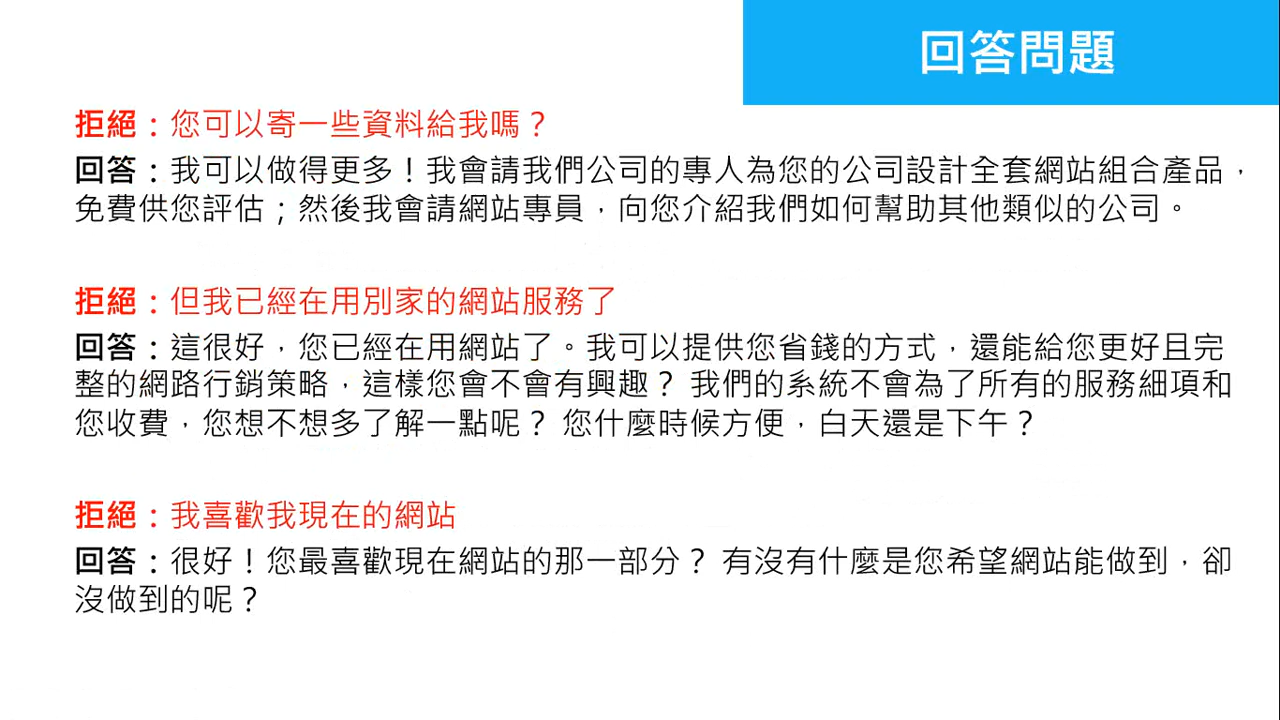 回答問題
拒絕：您可以寄一些資料給我嗎？
回答：我可以做得更多！我會請我們公司的專人為您的公司設計全套網站組合產品，
免費供您評估；然後我會請網站專員，向您介紹我們如何幫助其他類似的公司。
拒絕：但我已經在用別家的網站服務了
回答：這很好，您已經在用網站了。我可以提供您省錢的方式，還能給您更好且完
整的網路行銷策略，這樣您會不會有興趣？ 我們的系統不會為了所有的服務細項和
您收費，您想不想多了解一點呢？ 您什麼時候方便，白天還是下午？
拒絕：我喜歡我現在的網站
回答：很好！您最喜歡現在網站的那一部分？ 有沒有什麼是您希望網站能做到，卻
沒做到的呢？